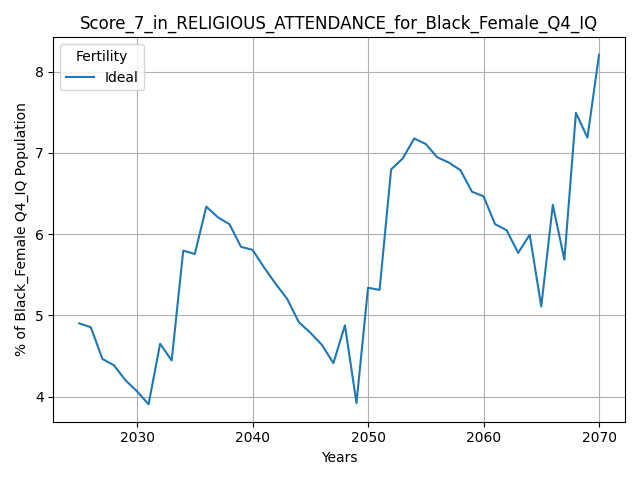 Score_7_in_RELIGIOUS_ATTENDANCE_for_Black_Female_Q4_IQ
Fertility
Ideal
% of Black_Female Q4_IQ Population
8
7
6
5
4
2030 2040 2050 2060 2070
Years